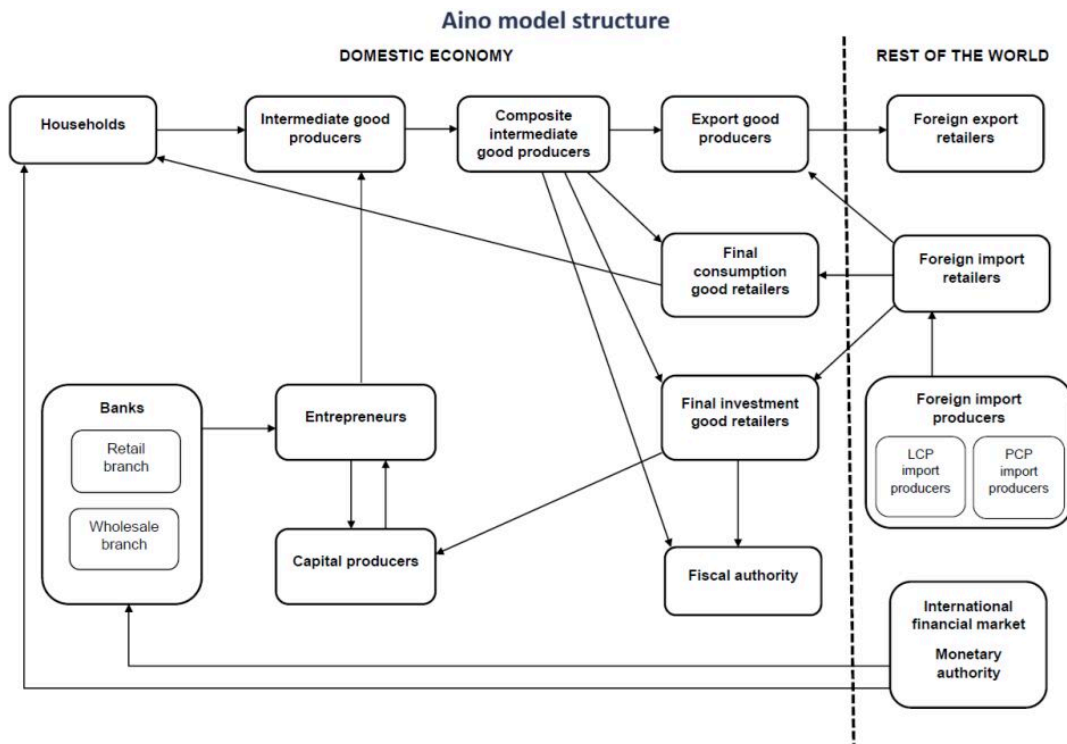 Aino model structure
DOMESTIC ECONOMY
REST OF THE WORLD
Households
Intermediate good
producers
Composite
intermediate
good producers
Export good
producers
Foreign export
retailers
Final
consumption
good retailers
Foreign import
retailers
Banks
Retail
branch
Wholesale
branch
Entrepreneurs
Final investment
good retailers
Foreign import
producers
LCP
import
producers
PCP
import
producers
Capital producers
Fiscal authority
International
financial market
Monetary
authority